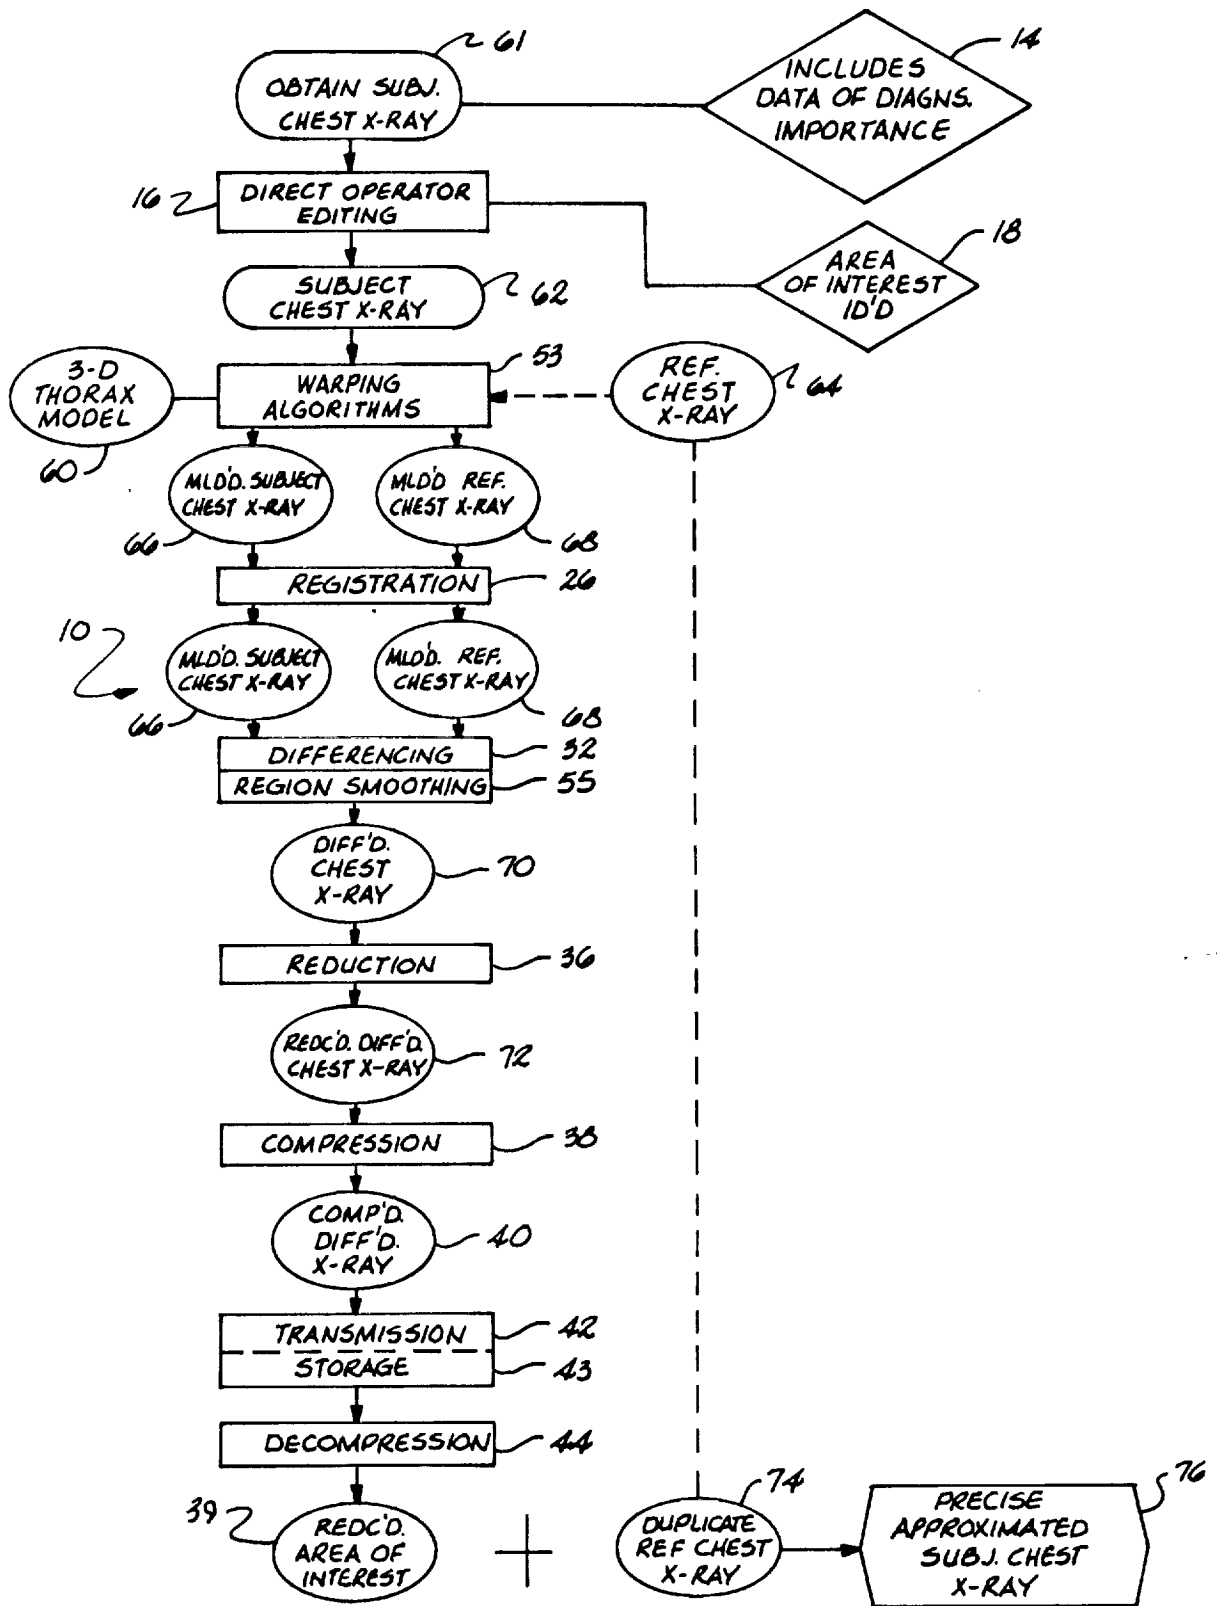 61
OBTAIN SUBJ.
CHEST X-RAY
14
INCLUDES
DATA OF DIAGNS.
IMPORTANCE
16
DIRECT OPERATOR
EDITING
18
AREA
OF INTEREST
ID'D
SUBJECT
CHEST X-RAY
62
3-D
THORAX
MODEL
60
WARPING
ALGORITHMS
53
REF.
CHEST
X-RAY
64
MLD'D. SUBJECT
CHEST X-RAY
66
MLD'D REF.
CHEST X-RAY
68
REGISTRATION
26
10
MLD'D. SUBJECT
CHEST X-RAY
66
MLD'D. REF.
CHEST X-RAY
68
DIFFERENCING
32
REGION SMOOTHING
55
DIFF'D.
CHEST
X-RAY
70
REDUCTION
36
REDC'D. DIFF'D.
CHEST X-RAY
72
COMPRESSION
38
COMP'D.
DIFF'D.
X-RAY
40
TRANSMISSION
42
STORAGE
43
DECOMPRESSION
44
39
REDC'D.
AREA OF
INTEREST
+
74
DUPLICATE
REF CHEST
X-RAY
76
PRECISE
APPROXIMATED
SUBJ. CHEST
X-RAY